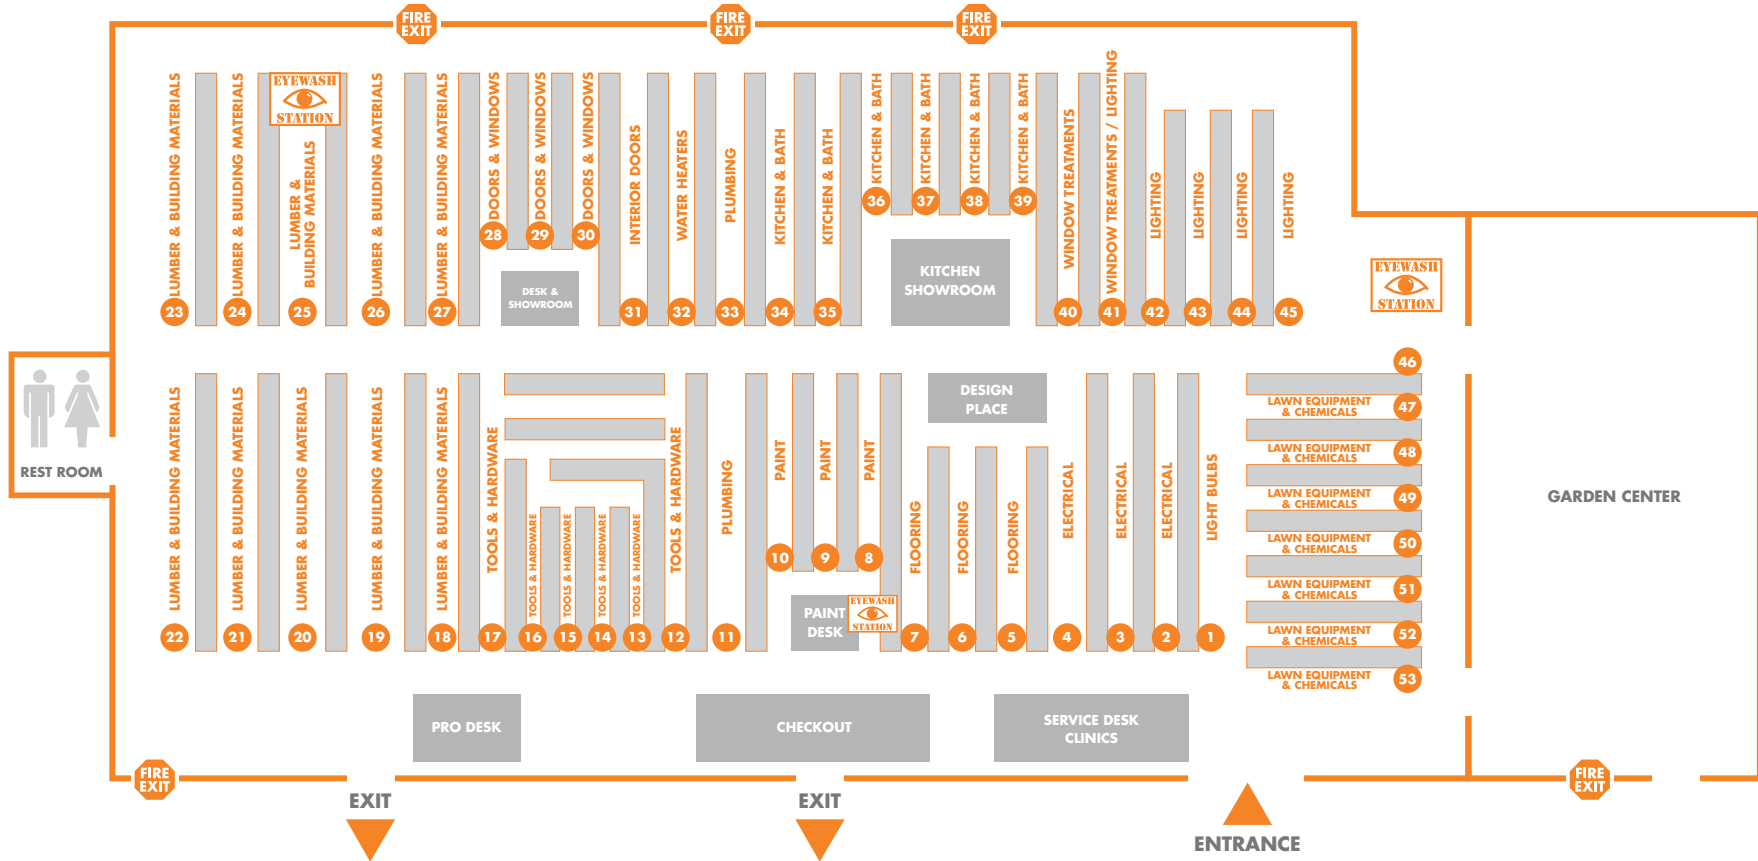 FIRE
EXIT
FIRE
EXIT
FIRE
EXIT
LUMBER & BUILDING MATERIALS
23
LUMBER & BUILDING MATERIALS
24
EYEWASH
STATION
LUMBER &
BUILDING MATERIALS
25
LUMBER & BUILDING MATERIALS
26
LUMBER & BUILDING MATERIALS
27
DOORS & WINDOWS
28
DOORS & WINDOWS
29
DOORS & WINDOWS
30
DESK &
SHOWROOM
INTERIOR DOORS
31
WATER HEATERS
32
PLUMBING
33
KITCHEN & BATH
34
KITCHEN & BATH
35
KITCHEN & BATH
36
KITCHEN & BATH
37
KITCHEN & BATH
38
KITCHEN & BATH
39
KITCHEN
SHOWROOM
WINDOW TREATMENTS
40
WINDOW TREATMENTS / LIGHTING
41
LIGHTING
42
LIGHTING
43
LIGHTING
44
LIGHTING
45
EYEWASH
STATION
REST ROOM
LUMBER & BUILDING MATERIALS
22
LUMBER & BUILDING MATERIALS
21
LUMBER & BUILDING MATERIALS
20
LUMBER & BUILDING MATERIALS
19
LUMBER & BUILDING MATERIALS
18
TOOLS & HARDWARE
17
TOOLS & HARDWARE
16
TOOLS & HARDWARE
15
TOOLS & HARDWARE
14
TOOLS & HARDWARE
13
TOOLS & HARDWARE
12
PLUMBING
11
PAINT
10
PAINT
9
PAINT
8
PAINT
DESK
EYEWASH
STATION
DESIGN
PLACE
FLOORING
7
FLOORING
6
FLOORING
5
ELECTRICAL
4
ELECTRICAL
3
ELECTRICAL
2
LIGHT BULBS
1
46
LAWN EQUIPMENT
& CHEMICALS
47
LAWN EQUIPMENT
& CHEMICALS
48
LAWN EQUIPMENT
& CHEMICALS
49
LAWN EQUIPMENT
& CHEMICALS
50
LAWN EQUIPMENT
& CHEMICALS
51
LAWN EQUIPMENT
& CHEMICALS
52
LAWN EQUIPMENT
& CHEMICALS
53
GARDEN CENTER
PRO DESK
CHECKOUT
SERVICE DESK
CLINICS
FIRE
EXIT
EXIT
EXIT
ENTRANCE
FIRE
EXIT